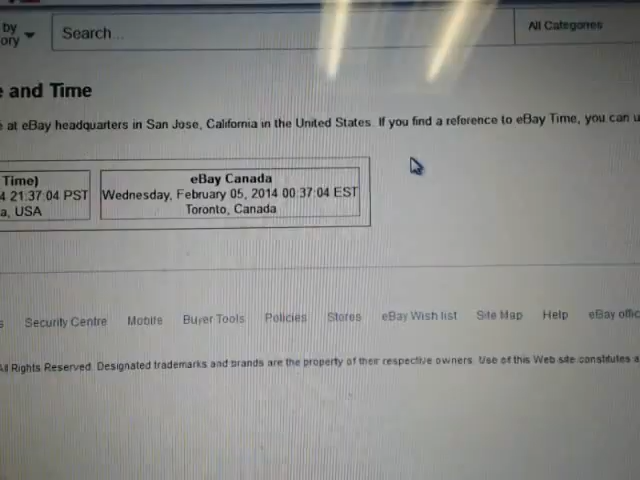 by
ory
Search...
All Categories
e and Time
at eBay headquarters in San Jose, California in the United States. If you find a reference to eBay Time, you can u
Time)
4 21:37:04 PST
a, USA
eBay Canada
Wednesday, February 05, 2014 00:37:04 EST
Toronto, Canada
s Security Centre Mobile Buyer Tools Policies Stores eBay Wish list Site Map Help eBay offic
All Rights Reserved. Designated trademarks and brands are the property of their respective owners. Use of this Web site constitutes a